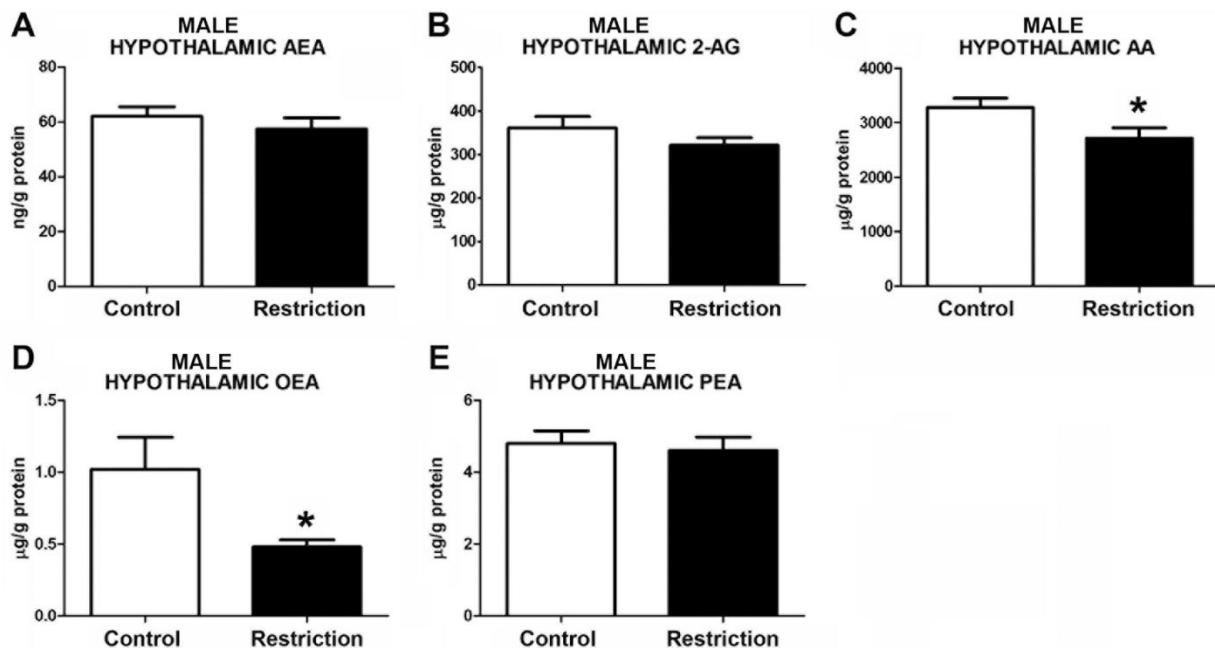 A
MALE
HYPOTHALAMIC AEA
ng/g protein
80
60
40
20
0
Control Restriction
B
MALE
HYPOTHALAMIC 2-AG
μg/g protein
500
400
300
200
100
0
Control Restriction
C
MALE
HYPOTHALAMIC AA
μg/g protein
4000
3000
2000
1000
0
*
Control Restriction
D
MALE
HYPOTHALAMIC OEA
μg/g protein
1.5
1.0
0.5
0.0
*
Control Restriction
E
MALE
HYPOTHALAMIC PEA
μg/g protein
6
4
2
0
Control Restriction